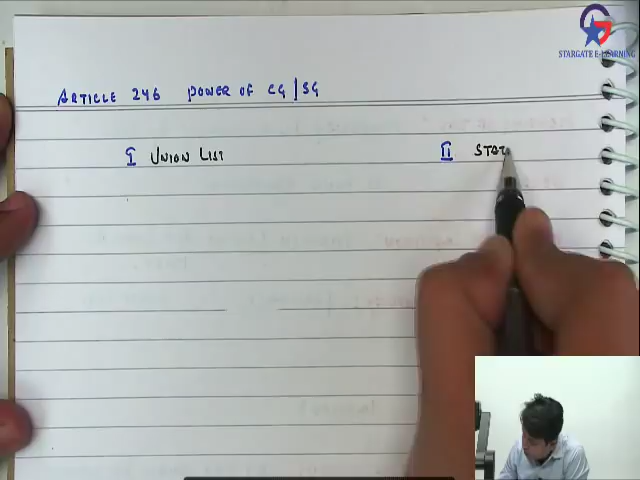 STARGATE E-LEARNING
ARTICLE 246 POWER OF CG|SG
I UNION LIST
II STAT